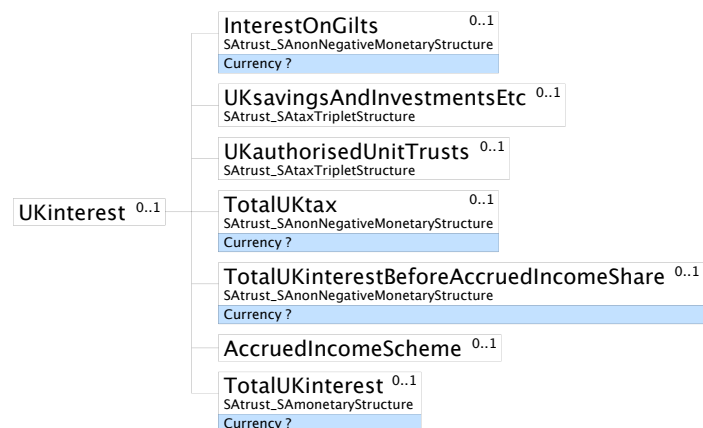 InterestOnGilts 0..1
SAtrust_SAnonNegativeMonetaryStructure
Currency ?
UKsavingsAndInvestmentsEtc 0..1
SAtrust_SAtaxTripletStructure
UKauthorisedUnitTrusts 0..1
SAtrust_SAtaxTripletStructure
UKinterest 0..1
TotalUKtax 0..1
SAtrust_SAnonNegativeMonetaryStructure
Currency ?
TotalUKinterestBeforeAccruedIncomeShare 0..1
SAtrust_SAnonNegativeMonetaryStructure
Currency ?
AccruedIncomeScheme 0..1
TotalUKinterest 0..1
SAtrust_SAmonetaryStructure
Currency ?